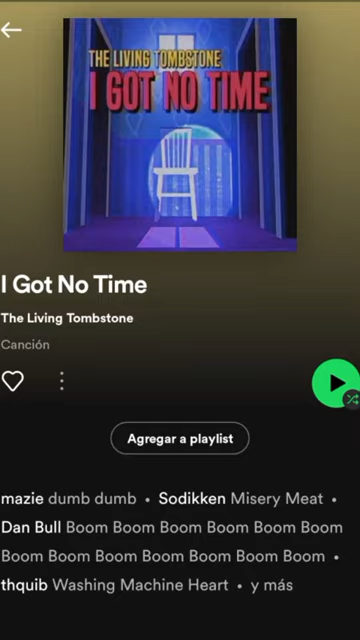 THE LIVING TOMBSTONE
I GOT NO TIME
I Got No Time
The Living Tombstone
Canción
Agregar a playlist
mazie dumb dumb • Sodikken Misery Meat •
Dan Bull Boom Boom Boom Boom Boom Boom
Boom Boom Boom Boom Boom Boom Boom •
thquib Washing Machine Heart • y más